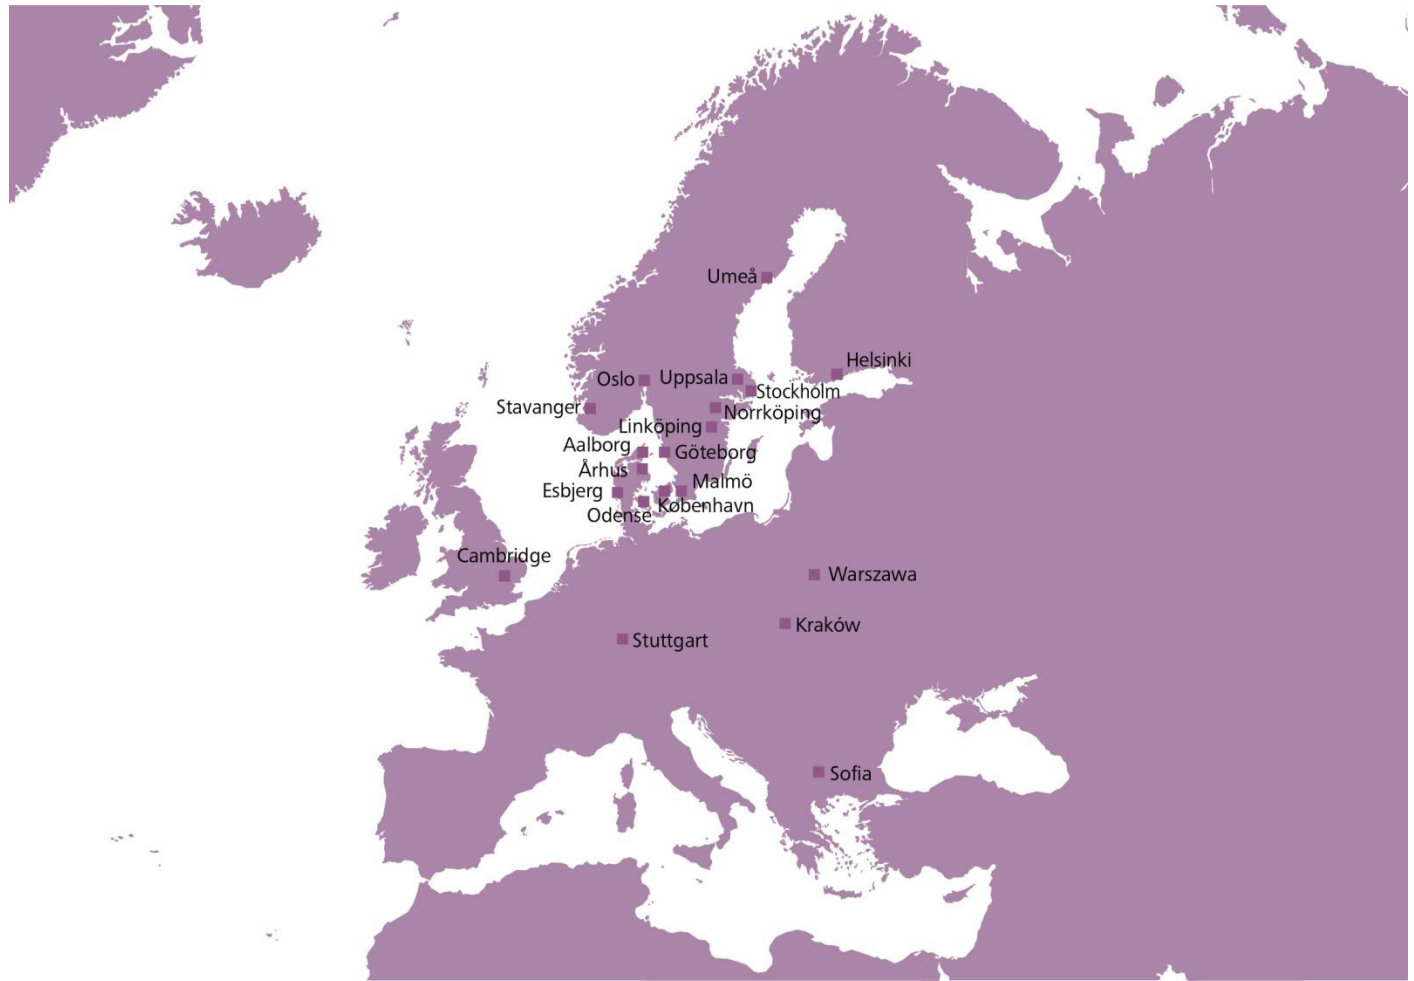 Umeå
Helsinki
Oslo
Uppsala
Stockholm
Stavanger
Norrköping
Linköping
Aalborg
Göteborg
Århus
Malmö
Esbjerg
København
Odense
Cambridge
Warszawa
Kraków
Stuttgart
Sofia